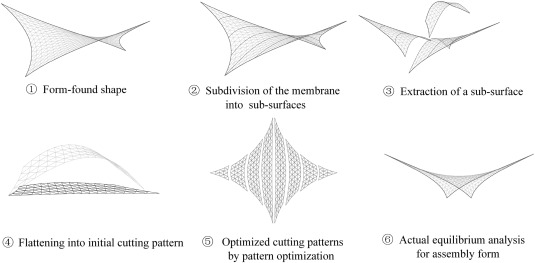 ① Form-found shape
② Subdivision of the membrane
into sub-surfaces
③ Extraction of a sub-surface
④ Flattening into initial cutting pattern
⑤ Optimized cutting patterns
by pattern optimization
⑥ Actual equilibrium analysis
for assembly form